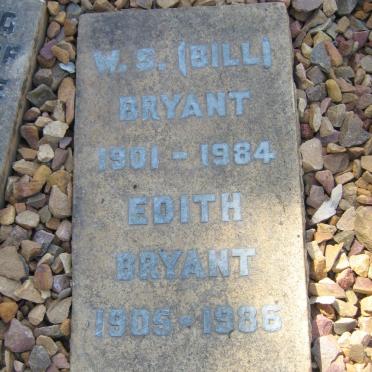 W. S. (BILL)
BRYANT
1901 - 1984
EDITH
BRYANT
1905 - 1986